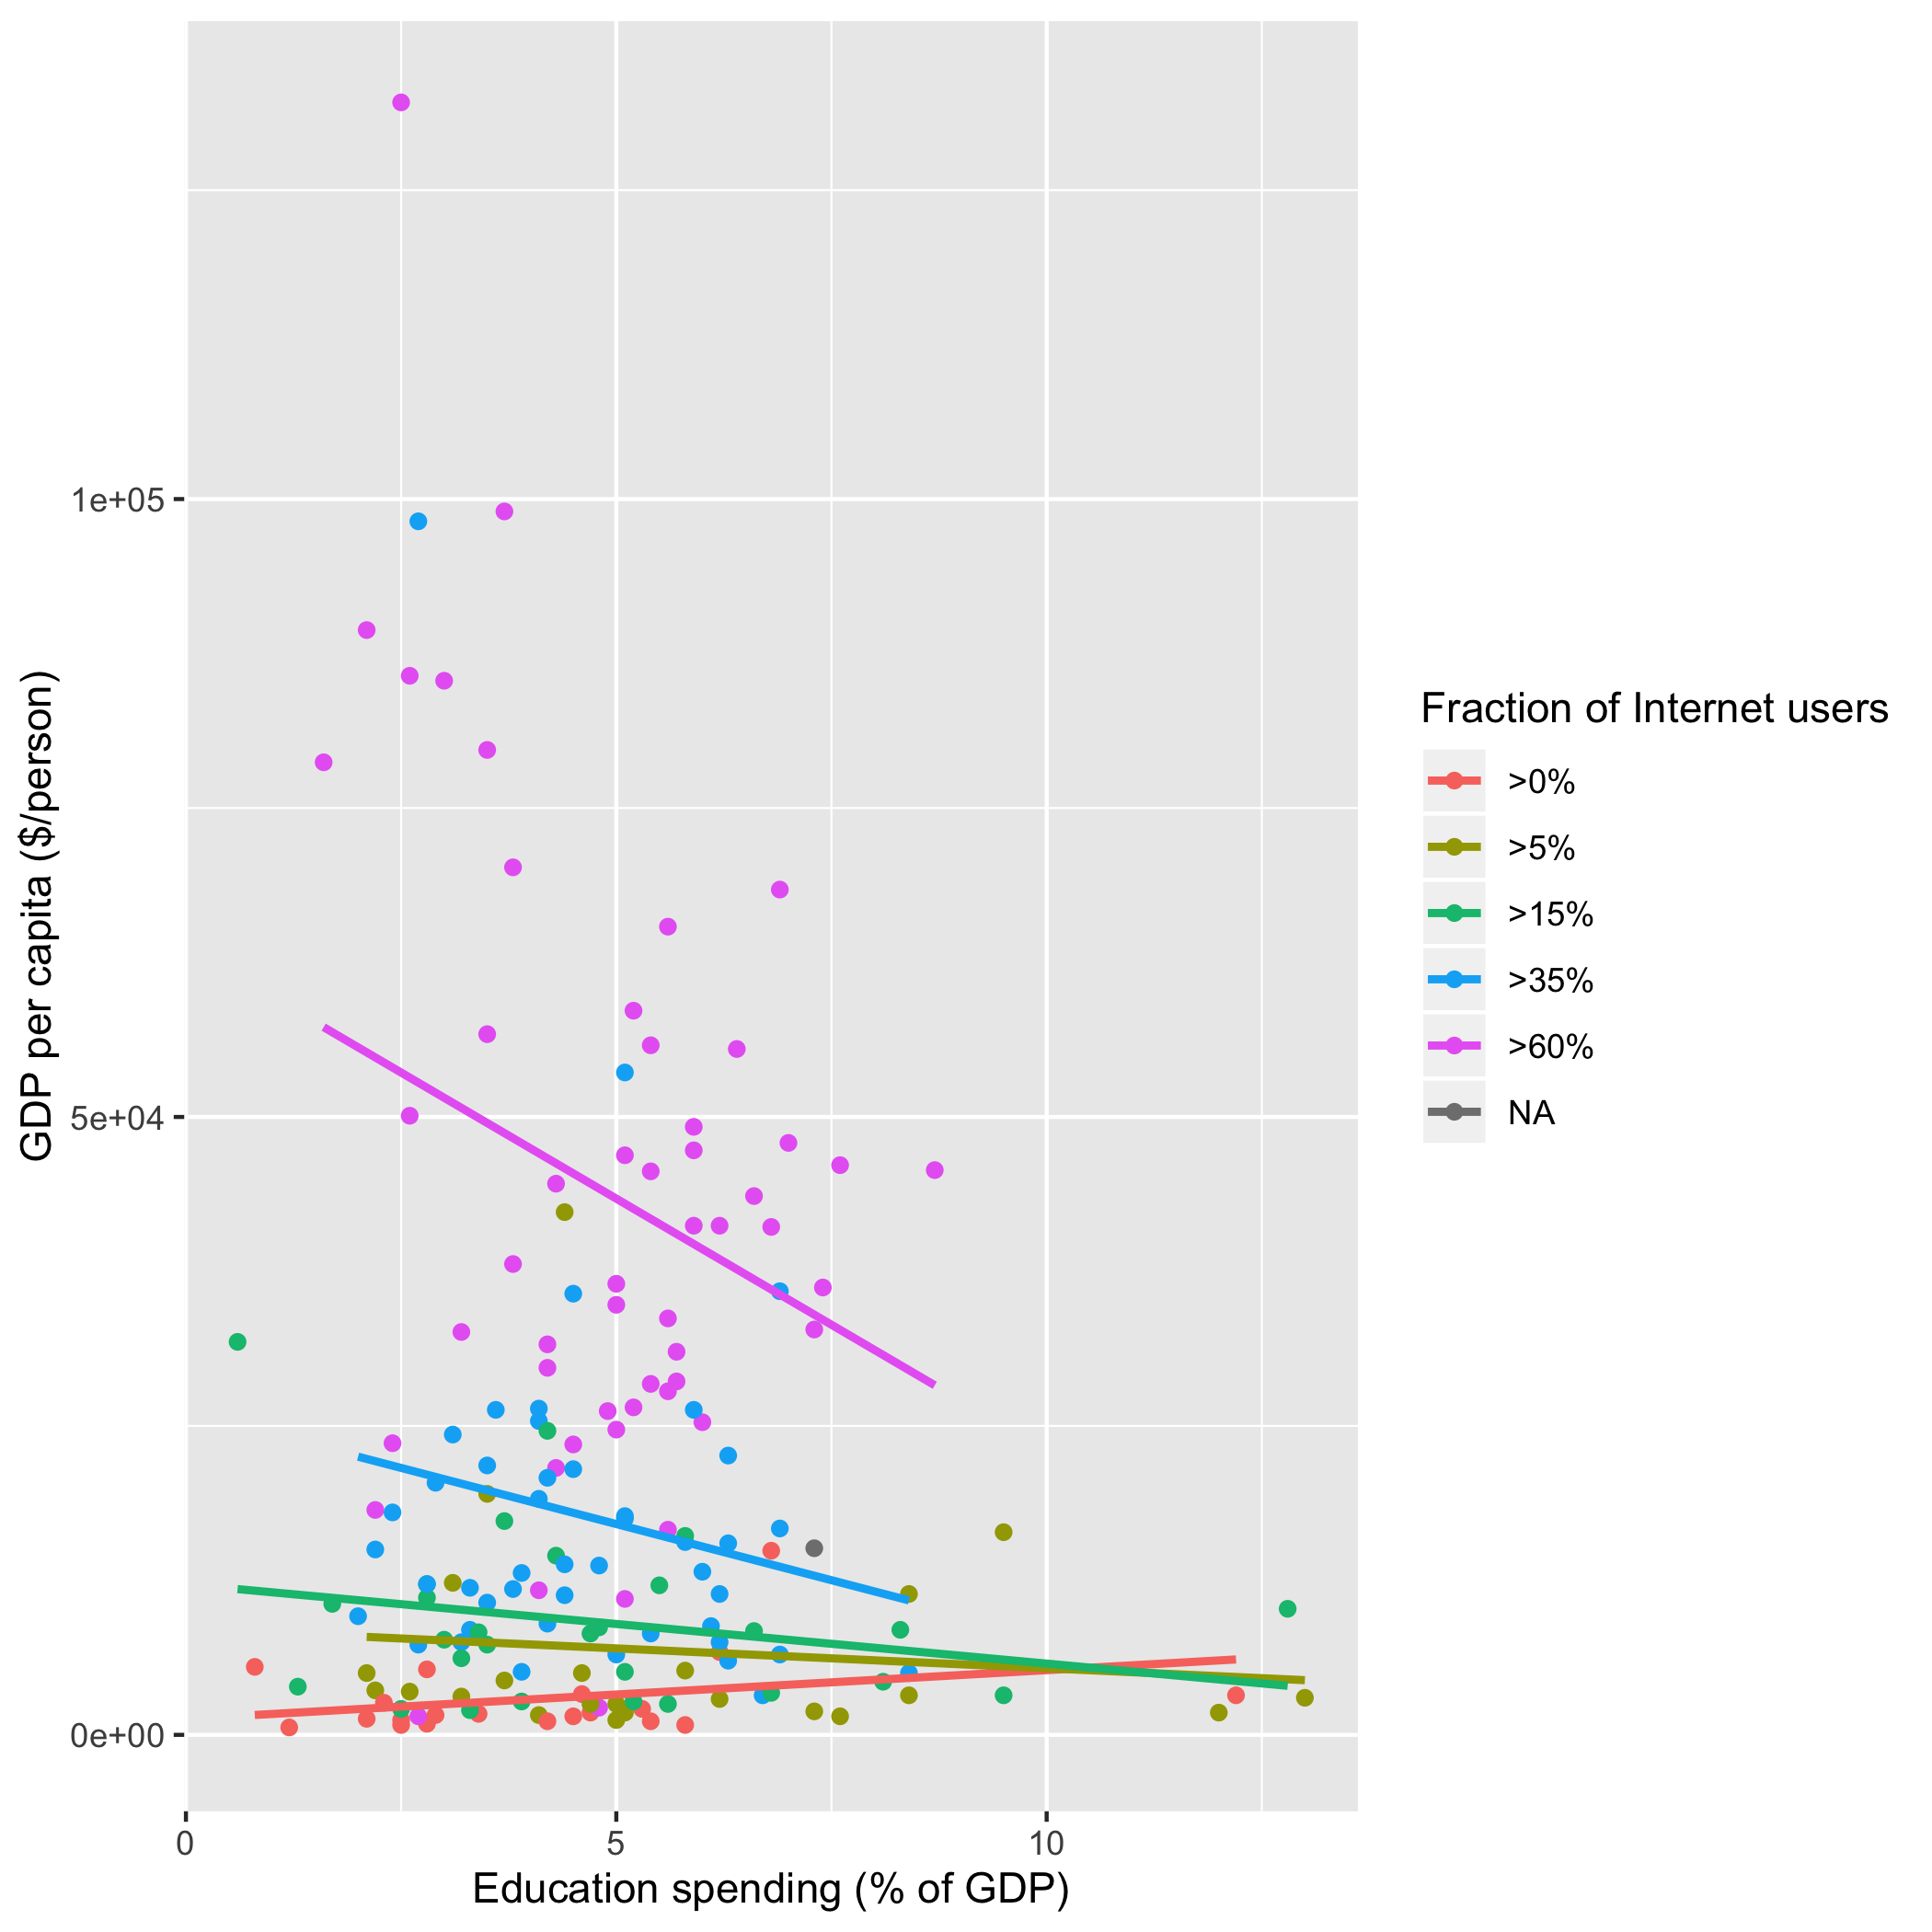 GDP per capita ($/person)
1e+05
5e+04
0e+00
0
5
10
Education spending (% of GDP)
Fraction of Internet users
>0%
>5%
>15%
>35%
>60%
NA